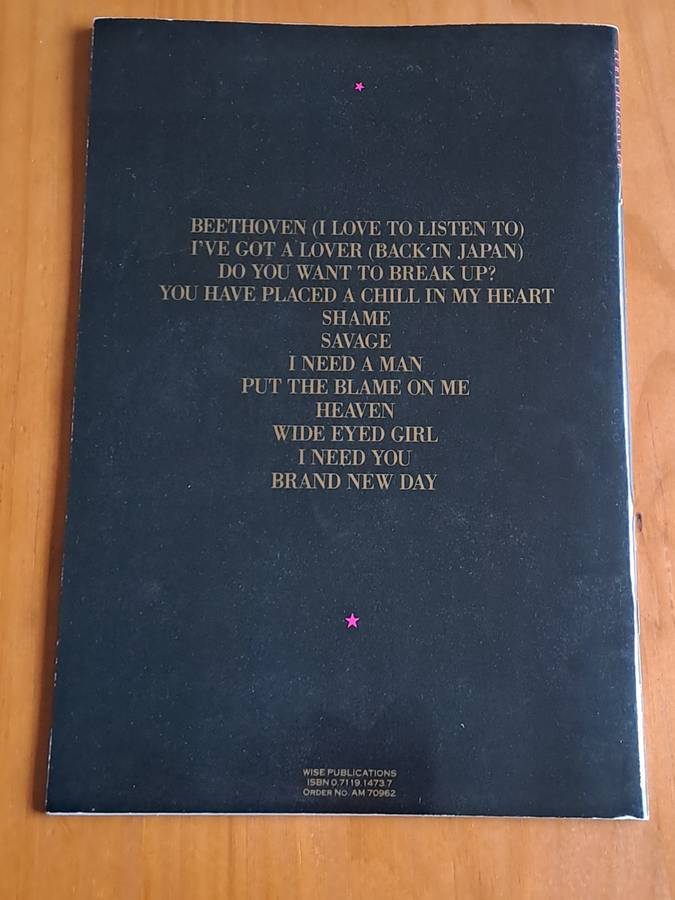 BEETHOVEN (I LOVE TO LISTEN TO)
I'VE GOT A LOVER (BACK IN JAPAN)
DO YOU WANT TO BREAK UP?
YOU HAVE PLACED A CHILL IN MY HEART
SHAME
SAVAGE
I NEED A MAN
PUT THE BLAME ON ME
HEAVEN
WIDE EYED GIRL
I NEED YOU
BRAND NEW DAY
WISE PUBLICATIONS
ISBN 0.7119.1473.7
ORDER NO. AM 70962